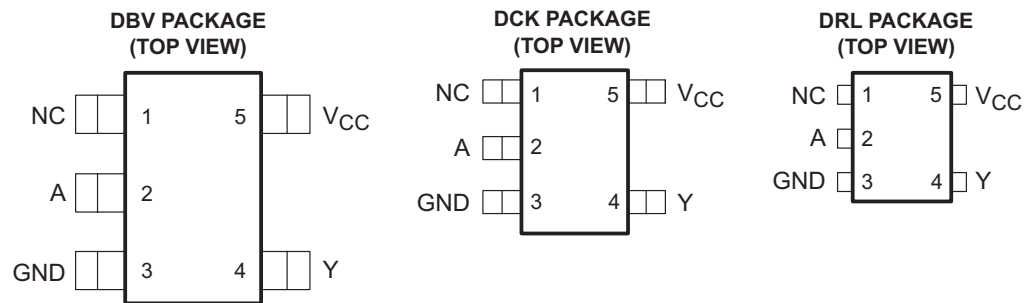 DBV PACKAGE
(TOP VIEW)
NC 1 5 VCC
A 2
GND 3 4 Y
DCK PACKAGE
(TOP VIEW)
NC 1 5 VCC
A 2
GND 3 4 Y
DRL PACKAGE
(TOP VIEW)
NC 1 5 VCC
A 2
GND 3 4 Y